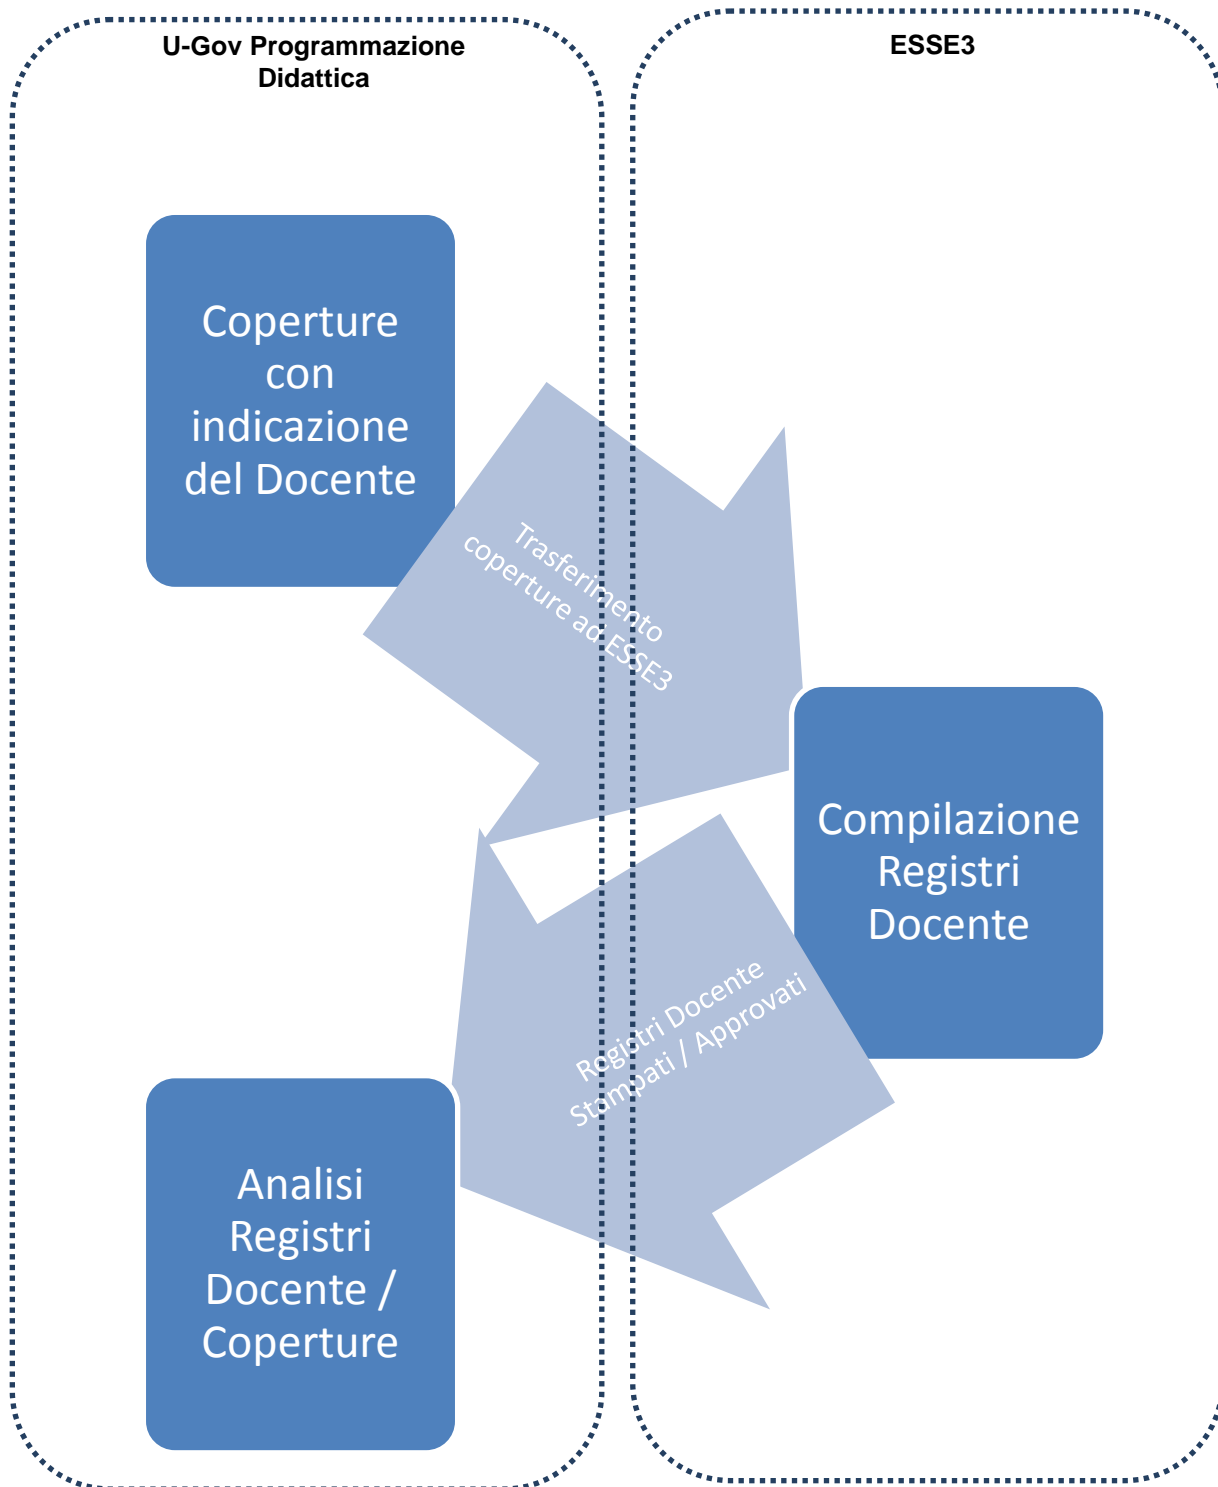 U-Gov Programmazione
Didattica
ESSE3
Coperture
con
indicazione
del Docente
Trasferimento
coperture ad ESSE3
Compilazione
Registri
Docente
Registri Docente
Stampati / Approvati
Analisi
Registri
Docente /
Coperture